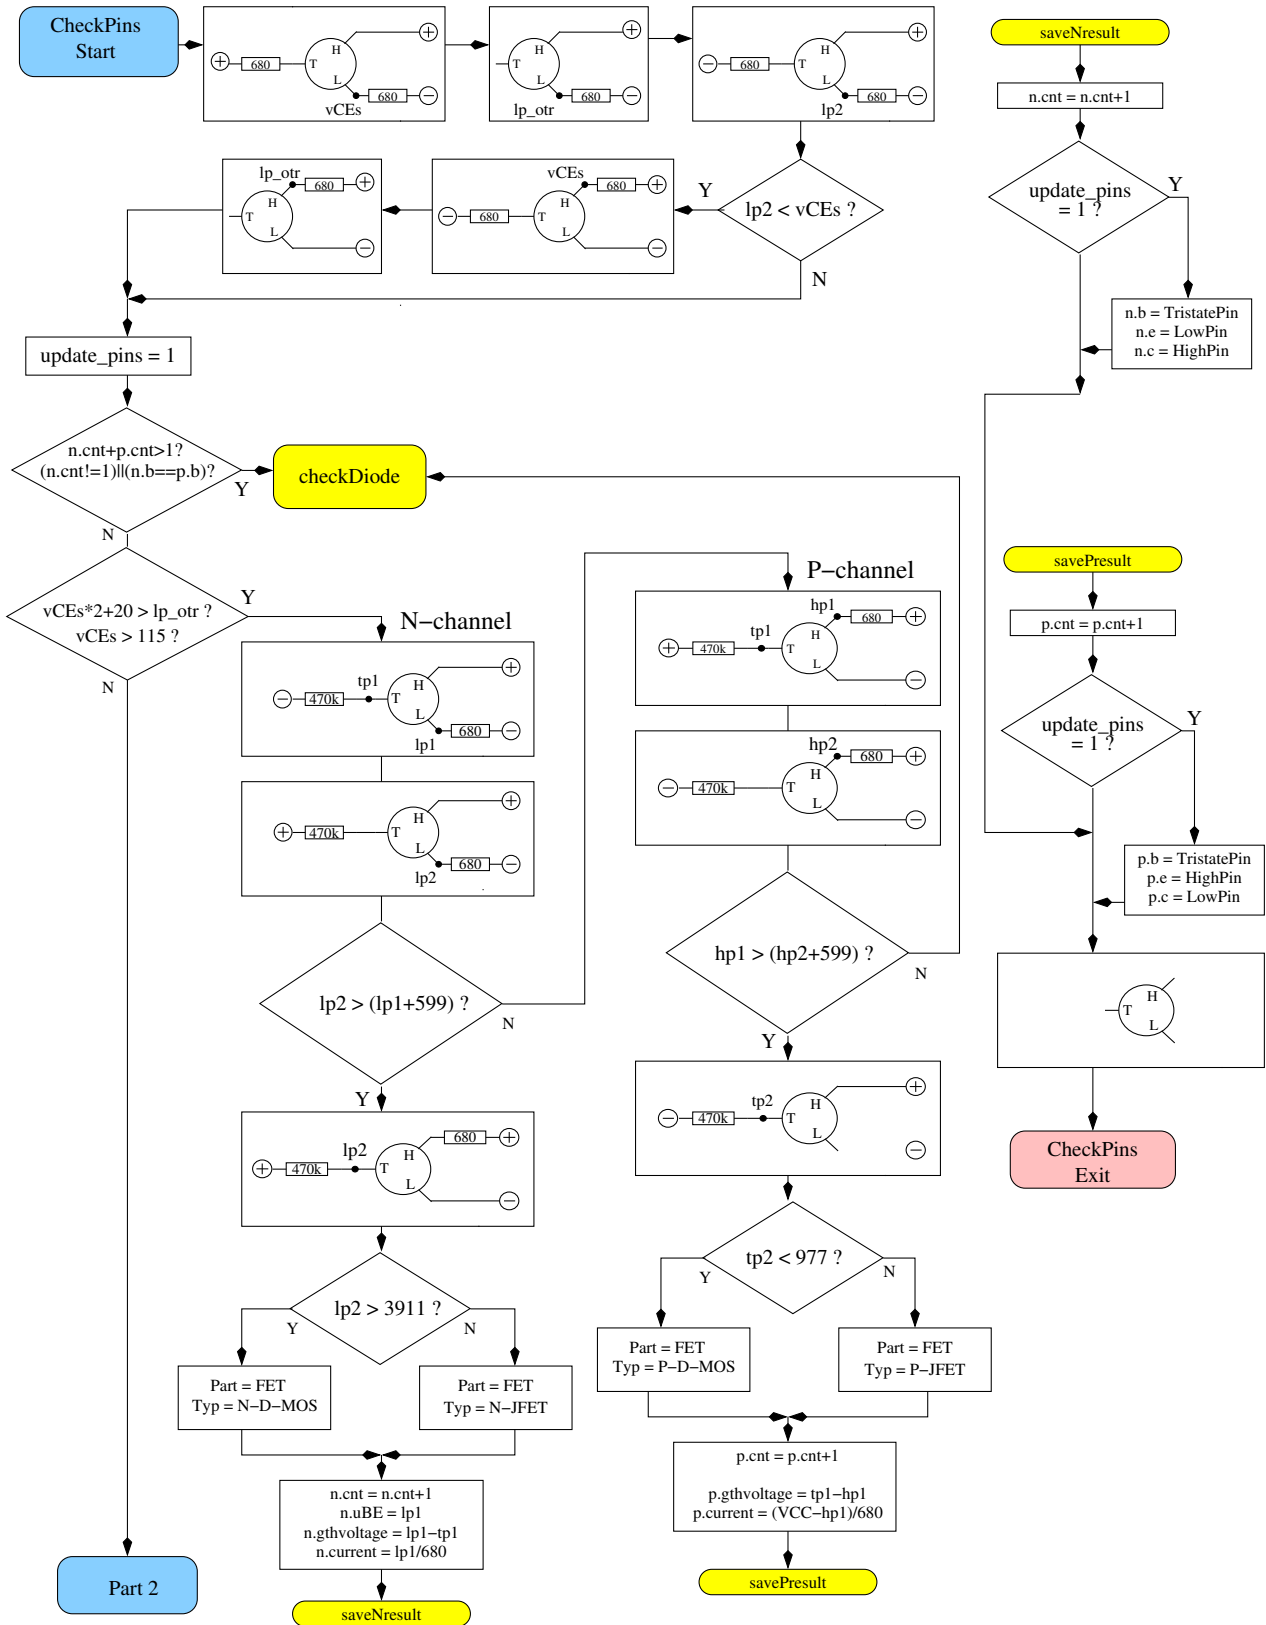 CheckPins
Start
H
T
680
L
680
vCEs
H
T
L
680
lp_otr
H
T
680
L
680
lp2
saveNresult
n.cnt = n.cnt+1
update_pins
= 1 ?
Y
n.b = TristatePin
n.e = LowPin
n.c = HighPin
lp_otr
680
H
T
L
vCEs
680
H
T
680
L
Y
lp2 < vCEs ?
N
update_pins = 1
n.cnt+p.cnt>1?
(n.cnt!=1)||(n.b==p.b)?
Y
N
checkDiode
vCEs*2+20 > lp_otr ?
vCEs > 115 ?
Y
N
N−channel
tp1
H
470k
T
L
680
lp1
H
470k
T
L
680
lp2
lp2 > (lp1+599) ?
N
Y
lp2
680
H
470k
T
L
lp2 > 3911 ?
Y
N
Part = FET
Typ = N−D−MOS
Part = FET
Typ = N−JFET
n.cnt = n.cnt+1
n.uBE = lp1
n.gthvoltage = lp1−tp1
n.current = lp1/680
saveNresult
Part 2
P−channel
hp1
680
tp1
H
470k
T
L
hp2
680
H
470k
T
L
hp1 > (hp2+599) ?
N
Y
tp2
H
470k
T
L
tp2 < 977 ?
Y
N
Part = FET
Typ = P−D−MOS
Part = FET
Typ = P−JFET
p.cnt = p.cnt+1
p.gthvoltage = tp1−hp1
p.current = (VCC−hp1)/680
savePresult
savePresult
p.cnt = p.cnt+1
update_pins
= 1 ?
Y
p.b = TristatePin
p.e = HighPin
p.c = LowPin
H
T
L
CheckPins
Exit